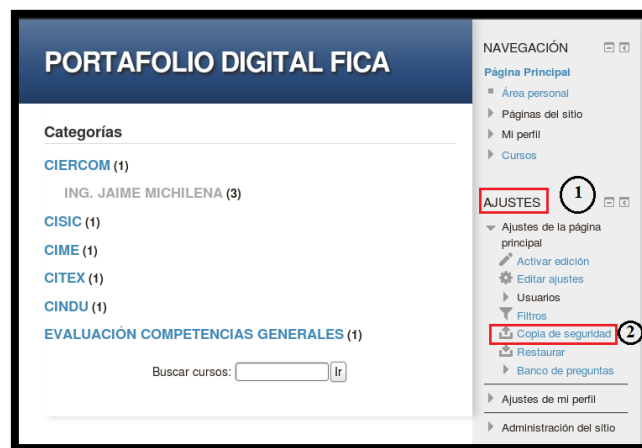 PORTAFOLIO DIGITAL FICA
Categorías
CIERCOM (1)
ING. JAIME MICHILENA (3)
CISIC (1)
CIME (1)
CITEX (1)
CINDU (1)
EVALUACIÓN COMPETENCIAS GENERALES (1)
Buscar cursos: Ir
NAVEGACIÓN
Página Principal
Área personal
Páginas del sitio
Mi perfil
Cursos
AJUSTES 1
Ajustes de la página
principal
Activar edición
Editar ajustes
Usuarios
Filtros
Copia de seguridad 2
Restaurar
Banco de preguntas
Ajustes de mi perfil
Administración del sitio